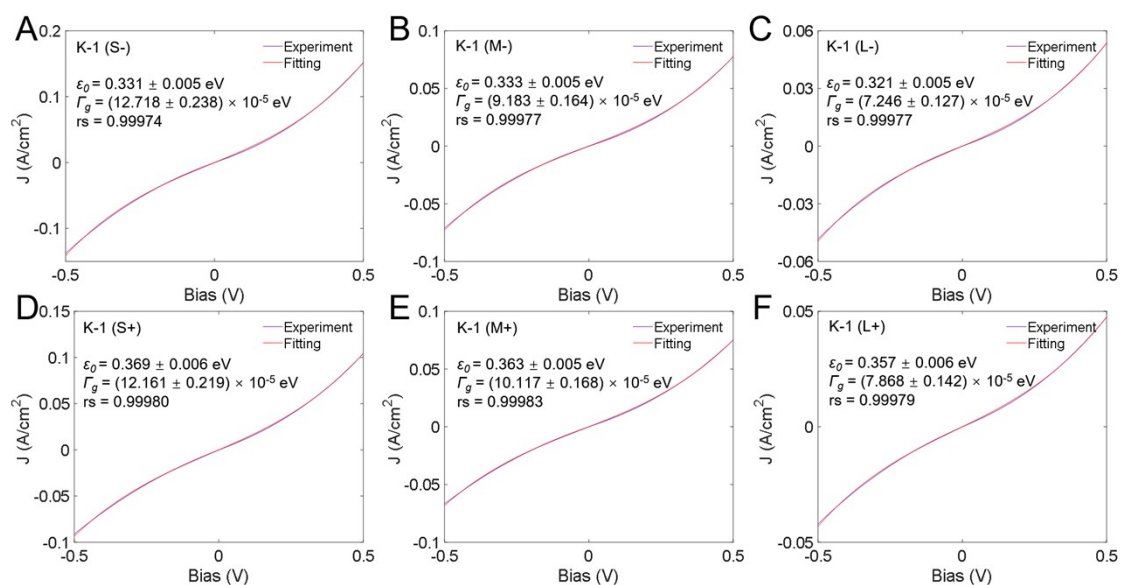 A
K-1 (S-)
Experiment
Fitting
ε0 = 0.331 ± 0.005 eV
Γg = (12.718 ± 0.238) × 10-5 eV
rs = 0.99974
0.2
0.1
0
-0.1
J (A/cm2)
-0.5
0
0.5
Bias (V)
B
K-1 (M-)
Experiment
Fitting
ε0 = 0.333 ± 0.005 eV
Γg = (9.183 ± 0.164) × 10-5 eV
rs = 0.99977
0.1
0.05
0
-0.05
-0.1
J (A/cm2)
-0.5
0
0.5
Bias (V)
C
K-1 (L-)
Experiment
Fitting
ε0 = 0.321 ± 0.005 eV
Γg = (7.246 ± 0.127) × 10-5 eV
rs = 0.99977
0.06
0.03
0
-0.03
-0.06
J (A/cm2)
-0.5
0
0.5
Bias (V)
D
K-1 (S+)
Experiment
Fitting
ε0 = 0.369 ± 0.006 eV
Γg = (12.161 ± 0.219) × 10-5 eV
rs = 0.99980
0.15
0.1
0.05
0
-0.05
-0.1
J (A/cm2)
-0.5
0
0.5
Bias (V)
E
K-1 (M+)
Experiment
Fitting
ε0 = 0.363 ± 0.005 eV
Γg = (10.117 ± 0.168) × 10-5 eV
rs = 0.99983
0.1
0.05
0
-0.05
-0.1
J (A/cm2)
-0.5
0
0.5
Bias (V)
F
K-1 (L+)
Experiment
Fitting
ε0 = 0.357 ± 0.006 eV
Γg = (7.868 ± 0.142) × 10-5 eV
rs = 0.99979
0.05
0
-0.05
J (A/cm2)
-0.5
0
0.5
Bias (V)